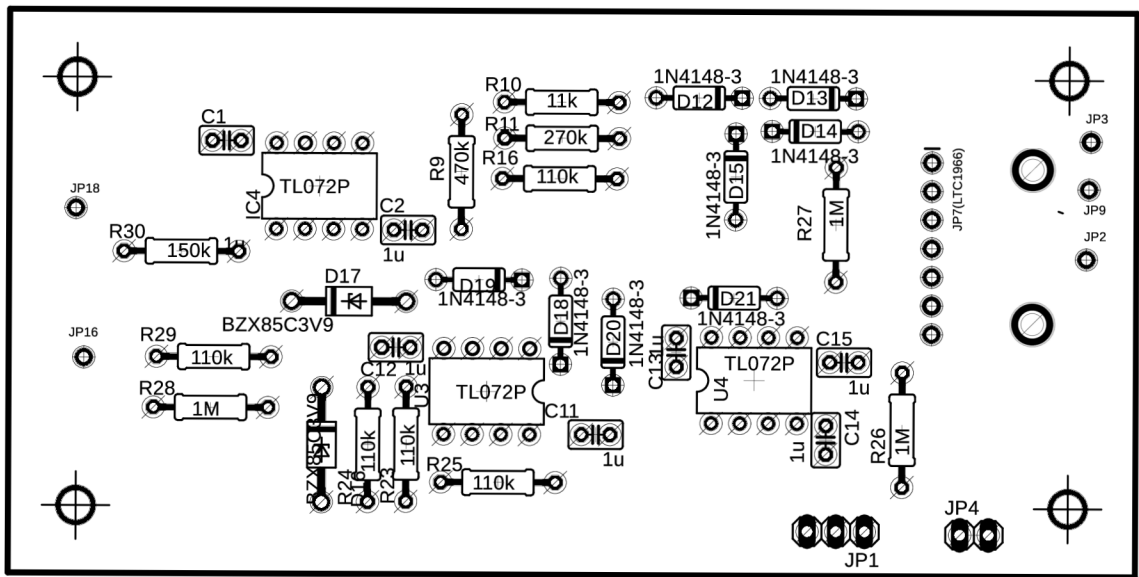 1N4148-3
1N4148-3
R10
11k
D12
D13
C1
R11
270k
D14
JP3
R16
110k
1N4148-3
R9
470k
1N4148-3
D15
JP7(LTC1966)
TL072P
IC4
JP18
C2
1u
R27
1M
JP9
R30
150k
1u
JP2
D17
BZX85C3V9
D19
1N4148-3
D18
1N4148-3
D20
1N4148-3
D21
1N4148-3
JP16
R29
110k
C12
1u
C13
1u
TL072P
U4
C15
1u
R28
1M
U3
TL072P
C11
1u
C14
1u
R26
1M
BZX85C3V9
D16
R24
110k
R23
110k
R25
110k
JP1
JP4